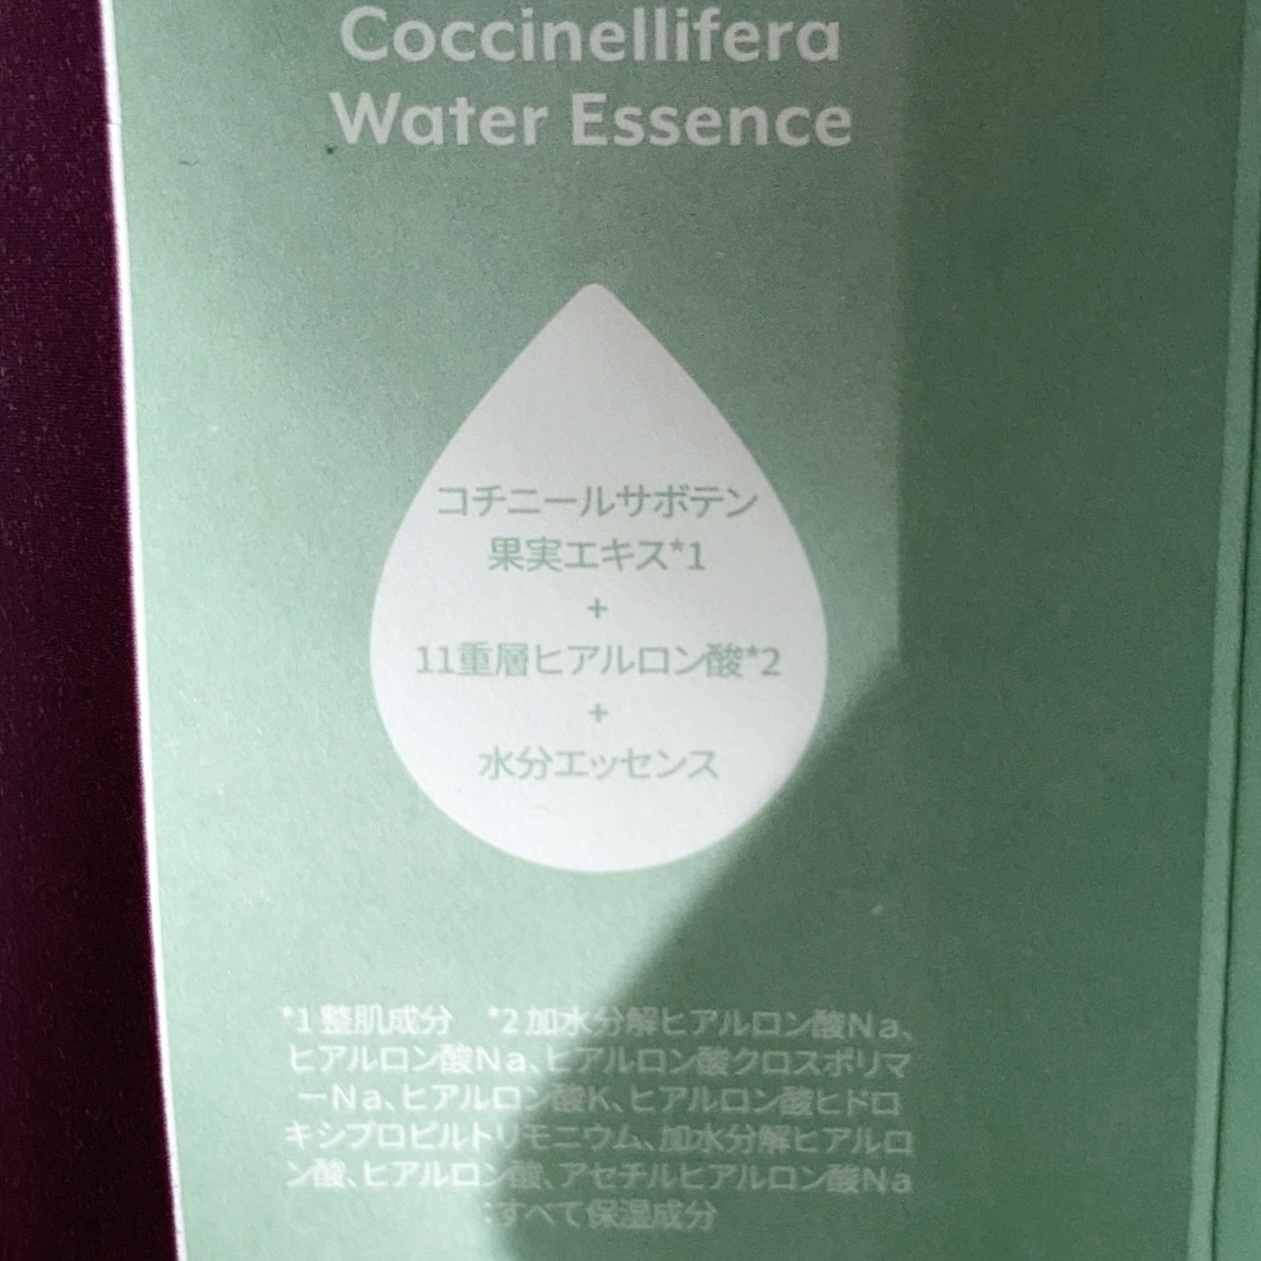 Coccinellifera
Water Essence
コチニールサボテン
果実エキス*1
+
11重層ヒアルロン酸*2
+
水分エッセンス
*1 整肌成分 *2 加水分解ヒアルロン酸Na、
ヒアルロン酸Na、ヒアルロン酸クロスポリマ
ーNa、ヒアルロン酸K、ヒアルロン酸ヒドロ
キシプロピルトリモニウム、加水分解ヒアルロ
ン酸、ヒアルロン酸、アセチルヒアルロン酸Na
:すべて保湿成分